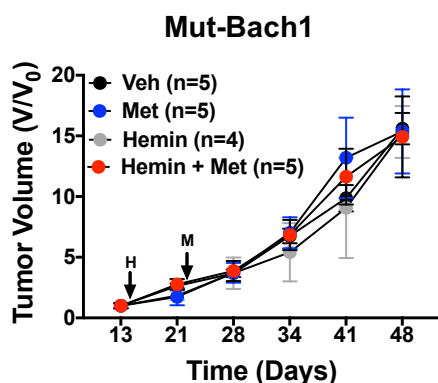 Mut-Bach1
Tumor Volume (V/V0)
20
15
10
5
0
Veh (n=5)
Met (n=5)
Hemin (n=4)
Hemin + Met (n=5)
H
M
13 21 28 34 41 48
Time (Days)